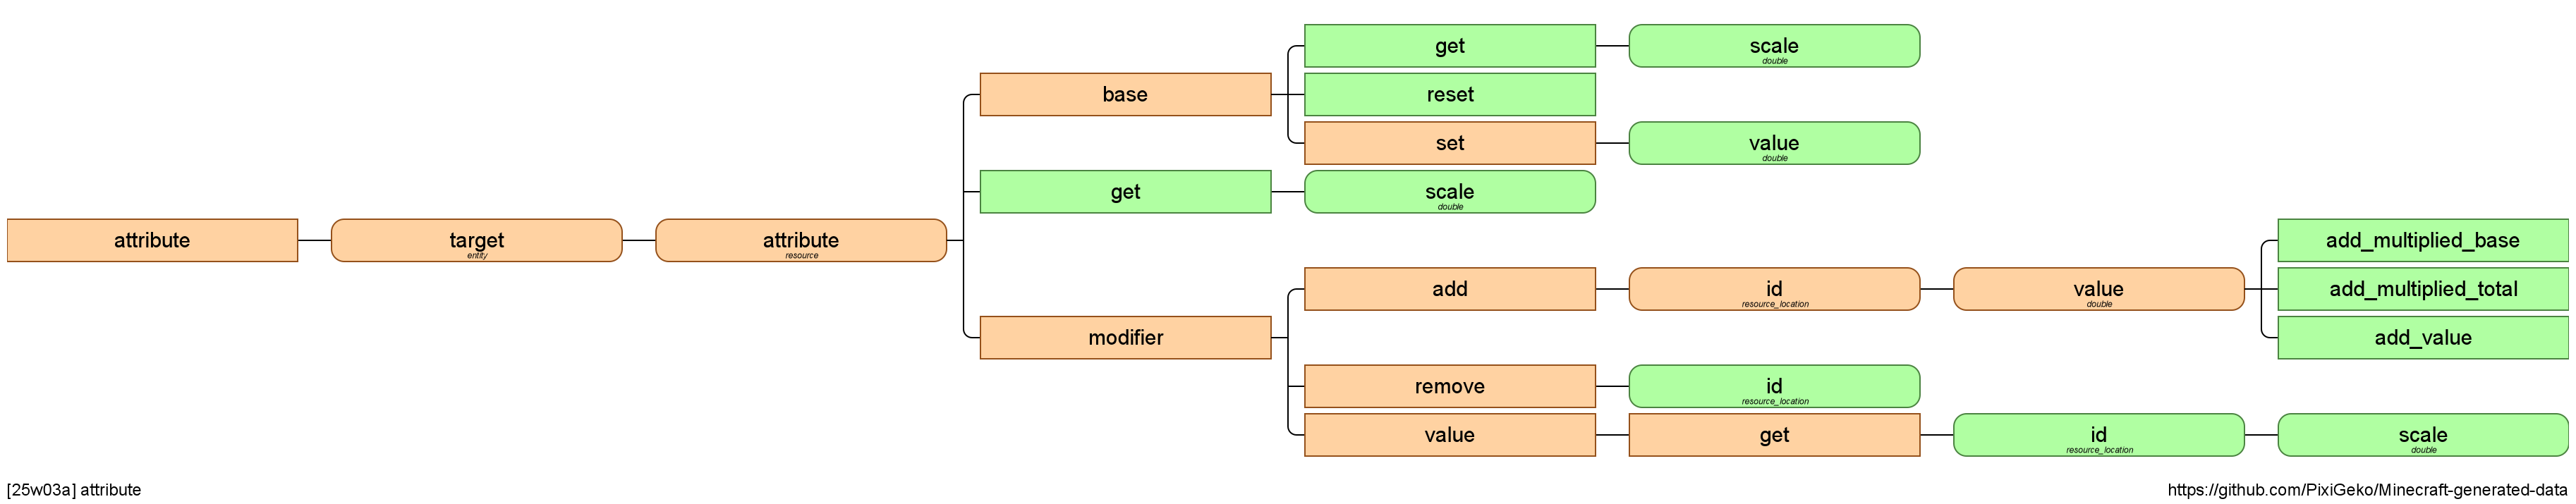 get
scale
double
base
reset
set
value
double
get
scale
double
attribute
target
entity
attribute
resource
add_multiplied_base
add
id
resource_location
value
double
add_multiplied_total
modifier
add_value
remove
id
resource_location
value
get
id
resource_location
scale
double
[25w03a] attribute
https://github.com/PixiGeko/Minecraft-generated-data